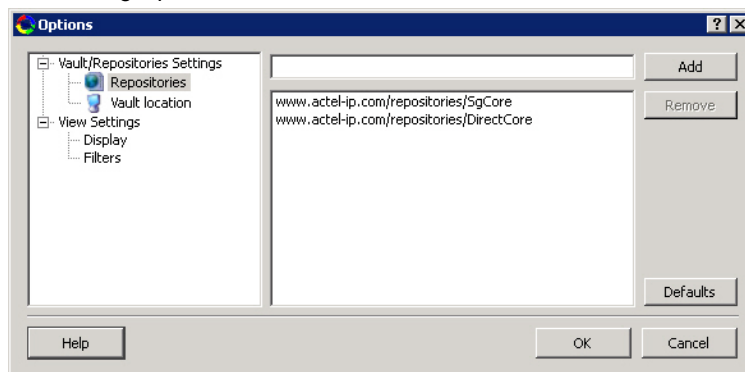 Options
Vault/Repositories Settings
Repositories
Vault location
View Settings
Display
Filters
Add
www.actel-ip.com/repositories/SgCore
www.actel-ip.com/repositories/DirectCore
Remove
Defaults
Help
OK
Cancel